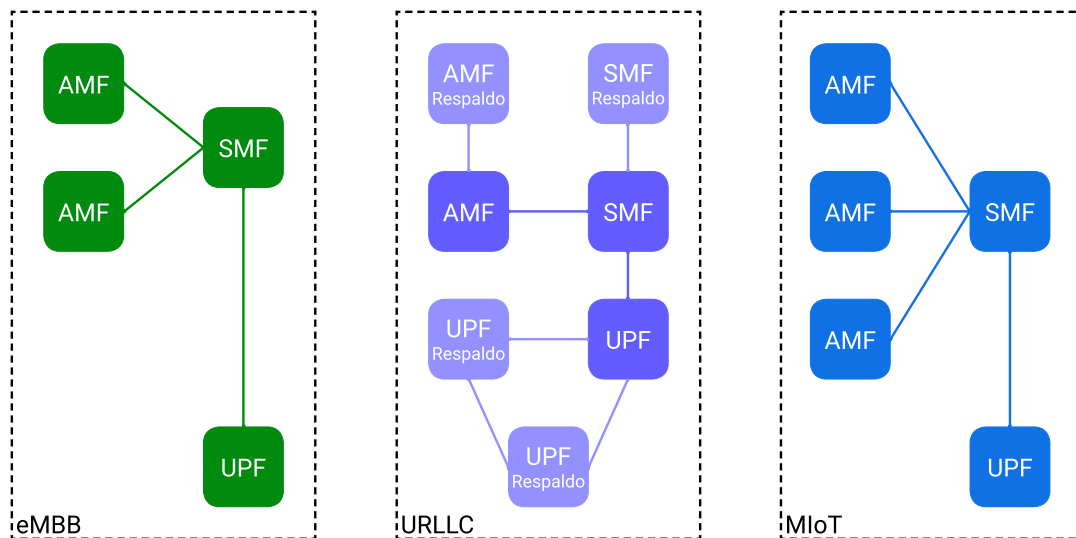 AMF
SMF
AMF
UPF
eMBB
AMF
Respaldo
SMF
Respaldo
AMF
SMF
UPF
Respaldo
UPF
UPF
Respaldo
URLLC
AMF
AMF
SMF
AMF
UPF
MIoT